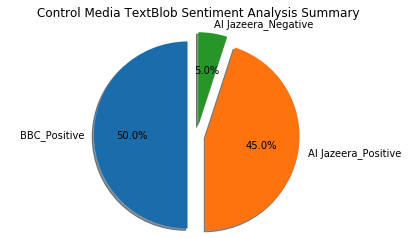 Control Media TextBlob Sentiment Analysis Summary
Al Jazeera_Negative
5.0%
BBC_Positive
50.0%
45.0%
Al Jazeera_Positive